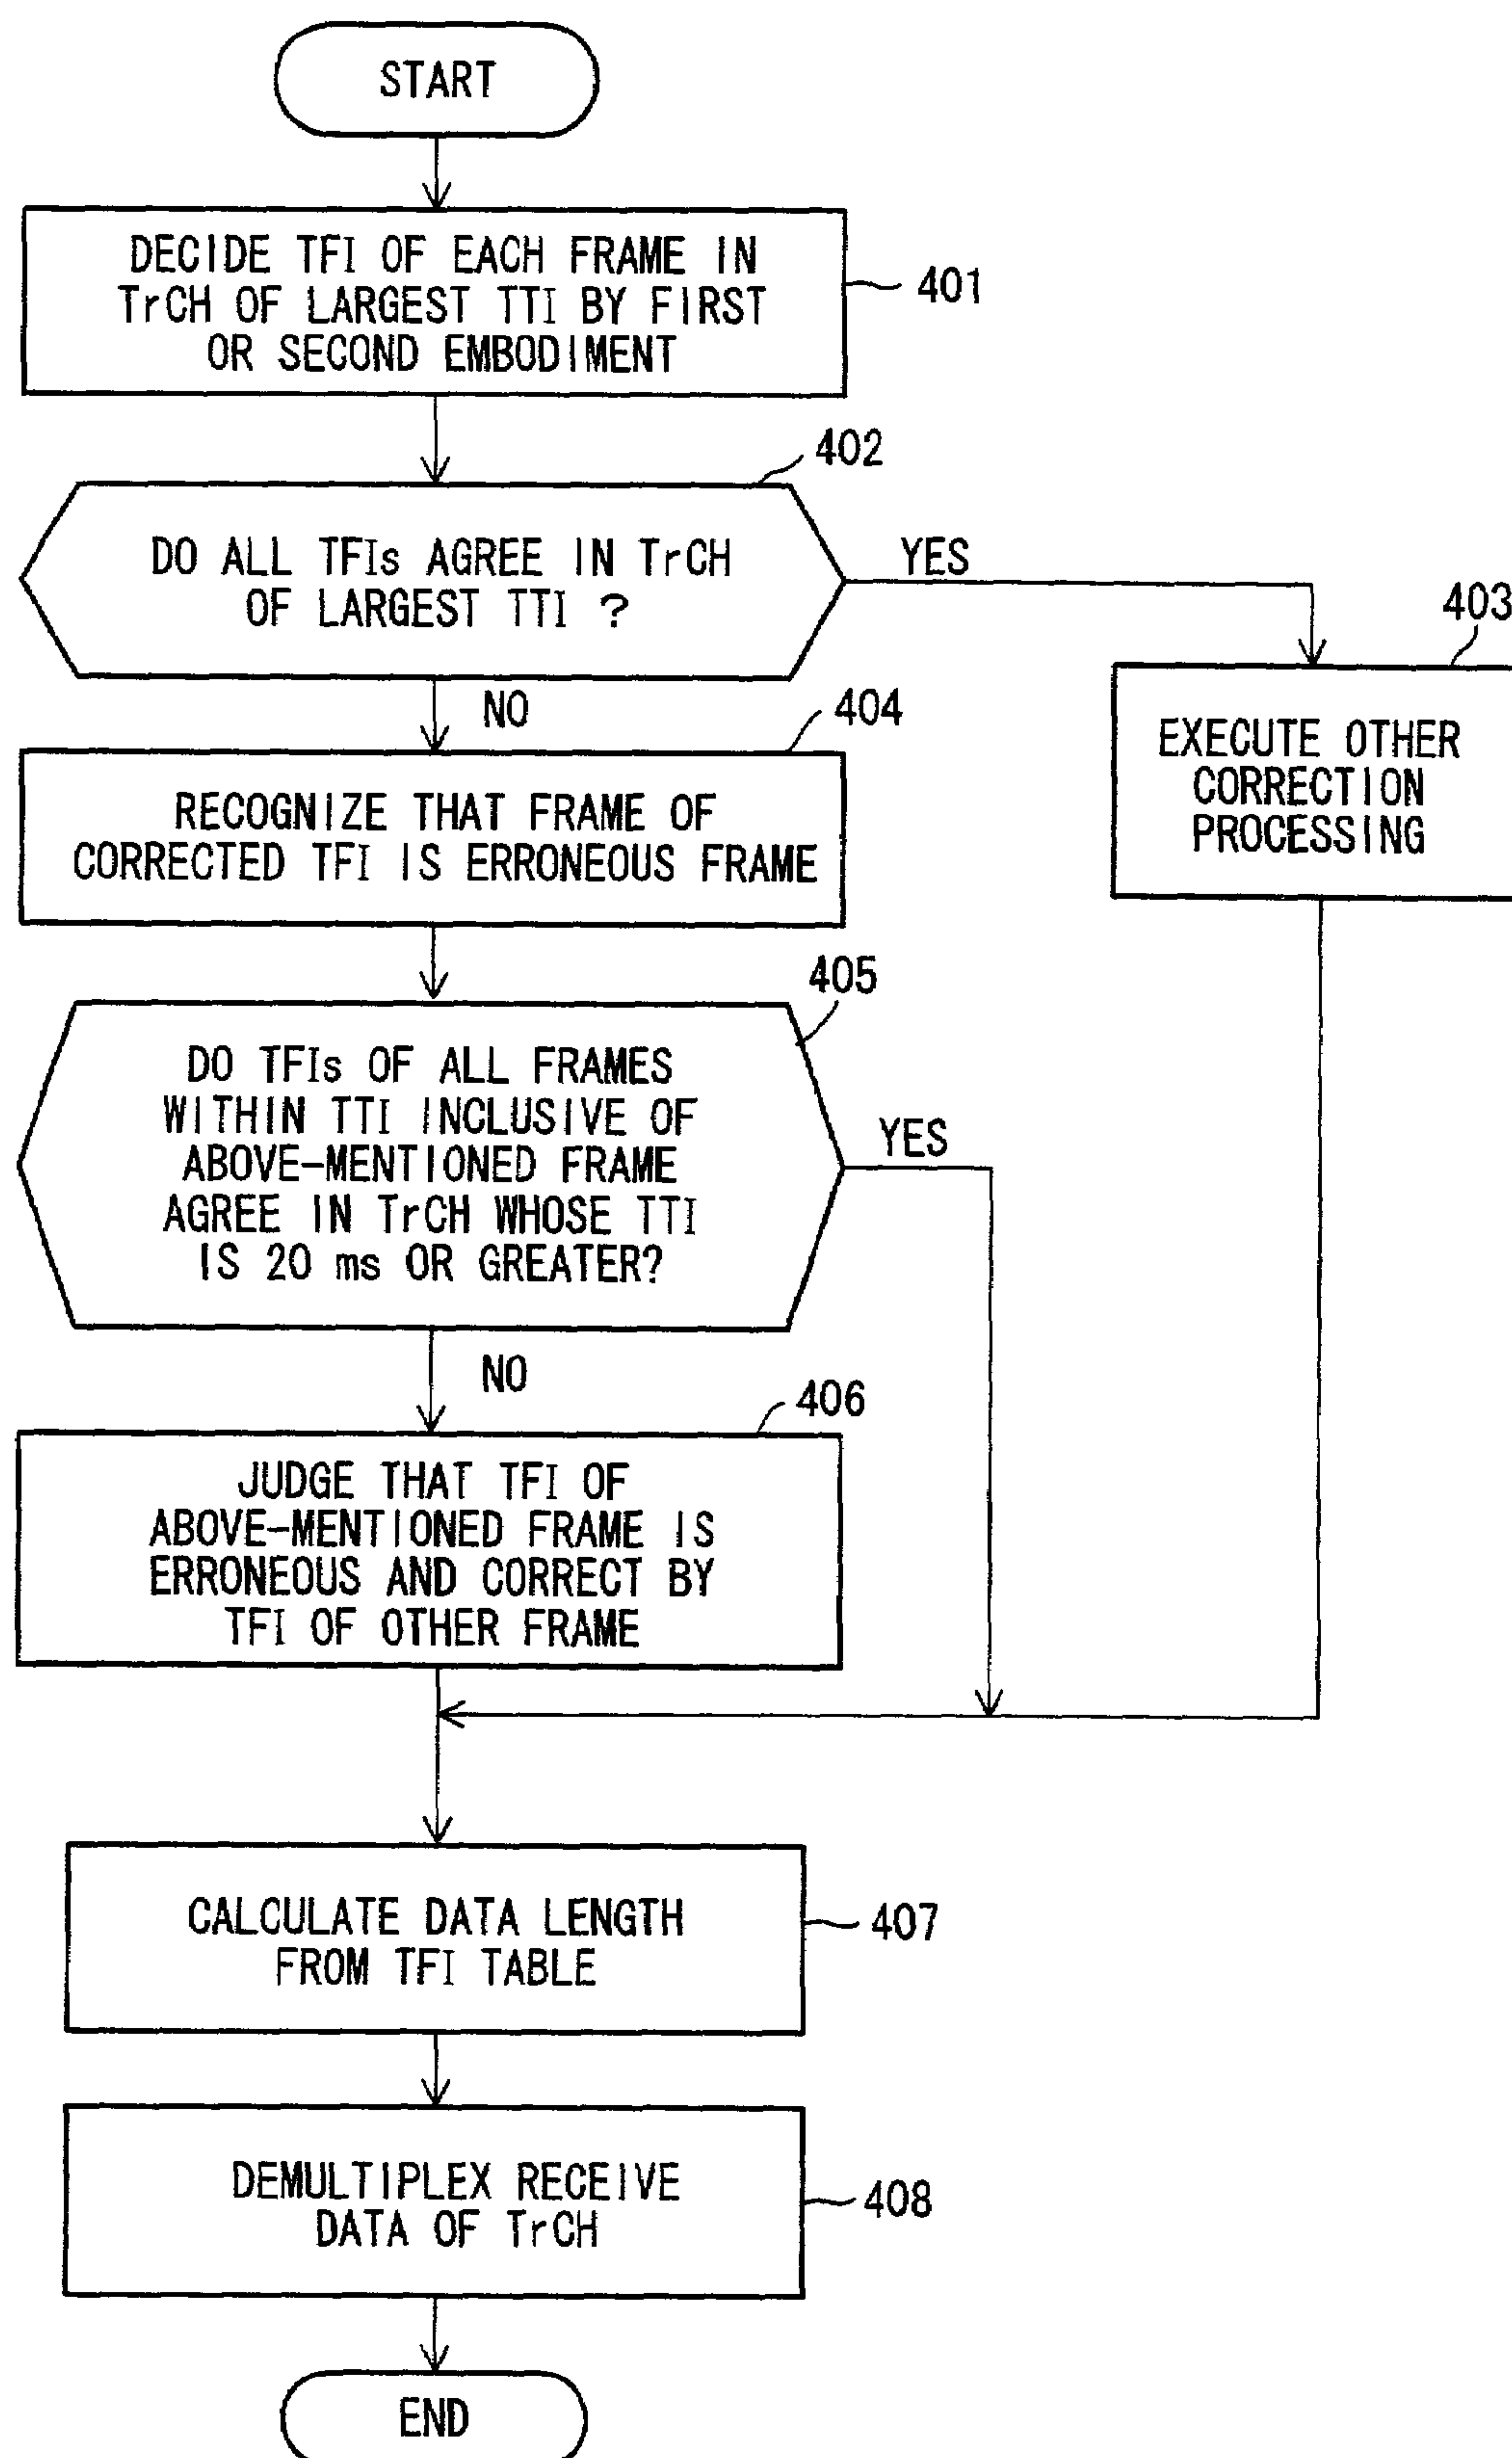 START
DECIDE TFI OF EACH FRAME IN
TrCH OF LARGEST TTI BY FIRST
OR SECOND EMBODIMENT
401
402
DO ALL TFIs AGREE IN TrCH
OF LARGEST TTI ?
YES
403
EXECUTE OTHER
CORRECTION
PROCESSING
NO
404
RECOGNIZE THAT FRAME OF
CORRECTED TFI IS ERRONEOUS FRAME
405
DO TFIs OF ALL FRAMES
WITHIN TTI INCLUSIVE OF
ABOVE-MENTIONED FRAME
AGREE IN TrCH WHOSE TTI
IS 20 ms OR GREATER?
YES
NO
406
JUDGE THAT TFI OF
ABOVE-MENTIONED FRAME IS
ERRONEOUS AND CORRECT BY
TFI OF OTHER FRAME
CALCULATE DATA LENGTH
FROM TFI TABLE
407
DEMULTIPLEX RECEIVE
DATA OF TrCH
408
END